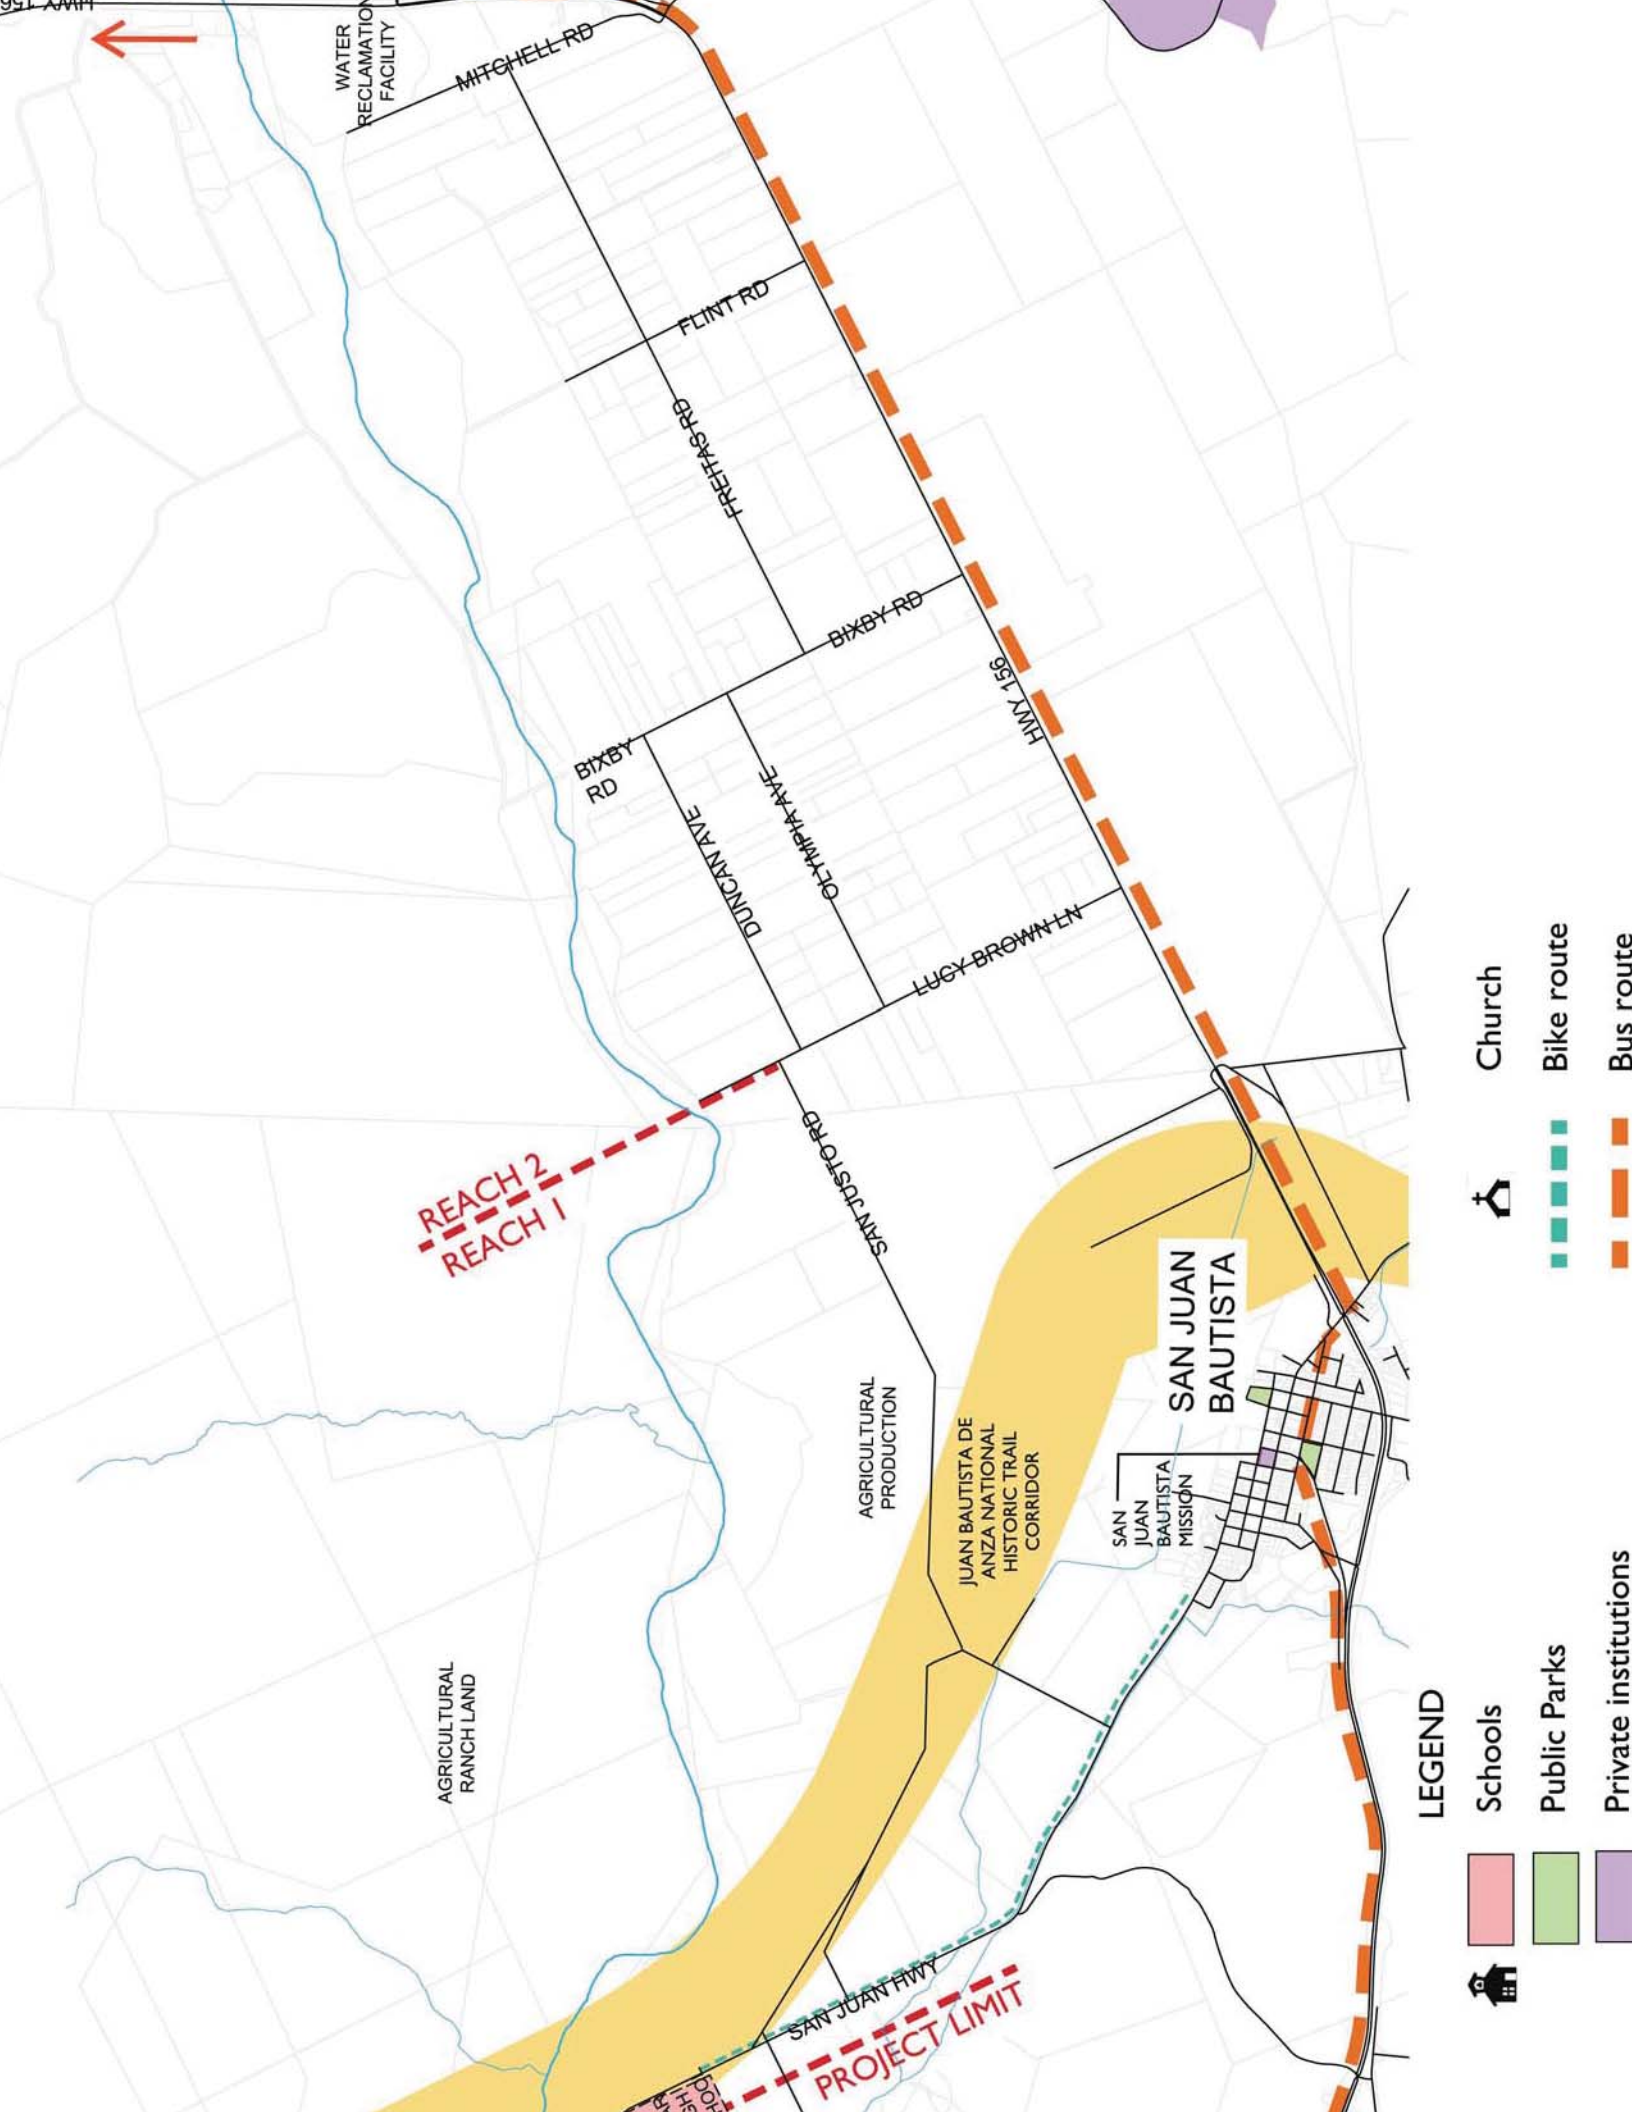 HWY 156
WATER
RECLAMATION
FACILITY
MITCHELL RD
FLINT RD
FREITAS RD
BIXBY RD
HWY 156
BIXBY
RD
DUNCAN AVE
OLYMPIA AVE
LUCY BROWN LN
REACH 2
REACH 1
SAN JUSTO RD
AGRICULTURAL
PRODUCTION
AGRICULTURAL
RANCH LAND
JUAN BAUTISTA DE
ANZA NATIONAL
HISTORIC TRAIL
CORRIDOR
SAN JUAN
BAUTISTA
SAN
JUAN
BAUTISTA
MISSION
SAN JUAN HWY
PROJECT LIMIT
LEGEND
Schools
Public Parks
Private institutions
Church
Bike route
Bus route